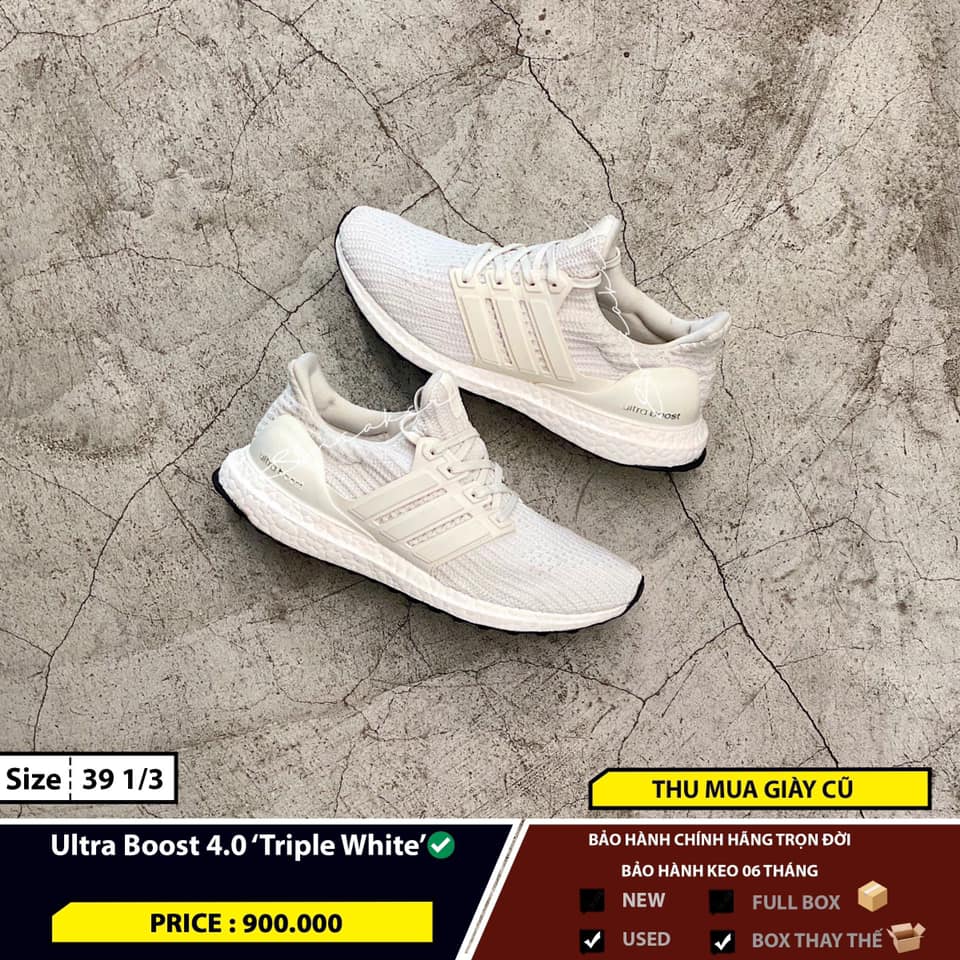 ultra boost
ultra boost
Size 39 1/3
THU MUA GIÀY CŨ
Ultra Boost 4.0 ‘Triple White’
PRICE : 900.000
BẢO HÀNH CHÍNH HÃNG TRỌN ĐỜI
BẢO HÀNH KEO 06 THÁNG
NEW
FULL BOX
USED
BOX THAY THẾ